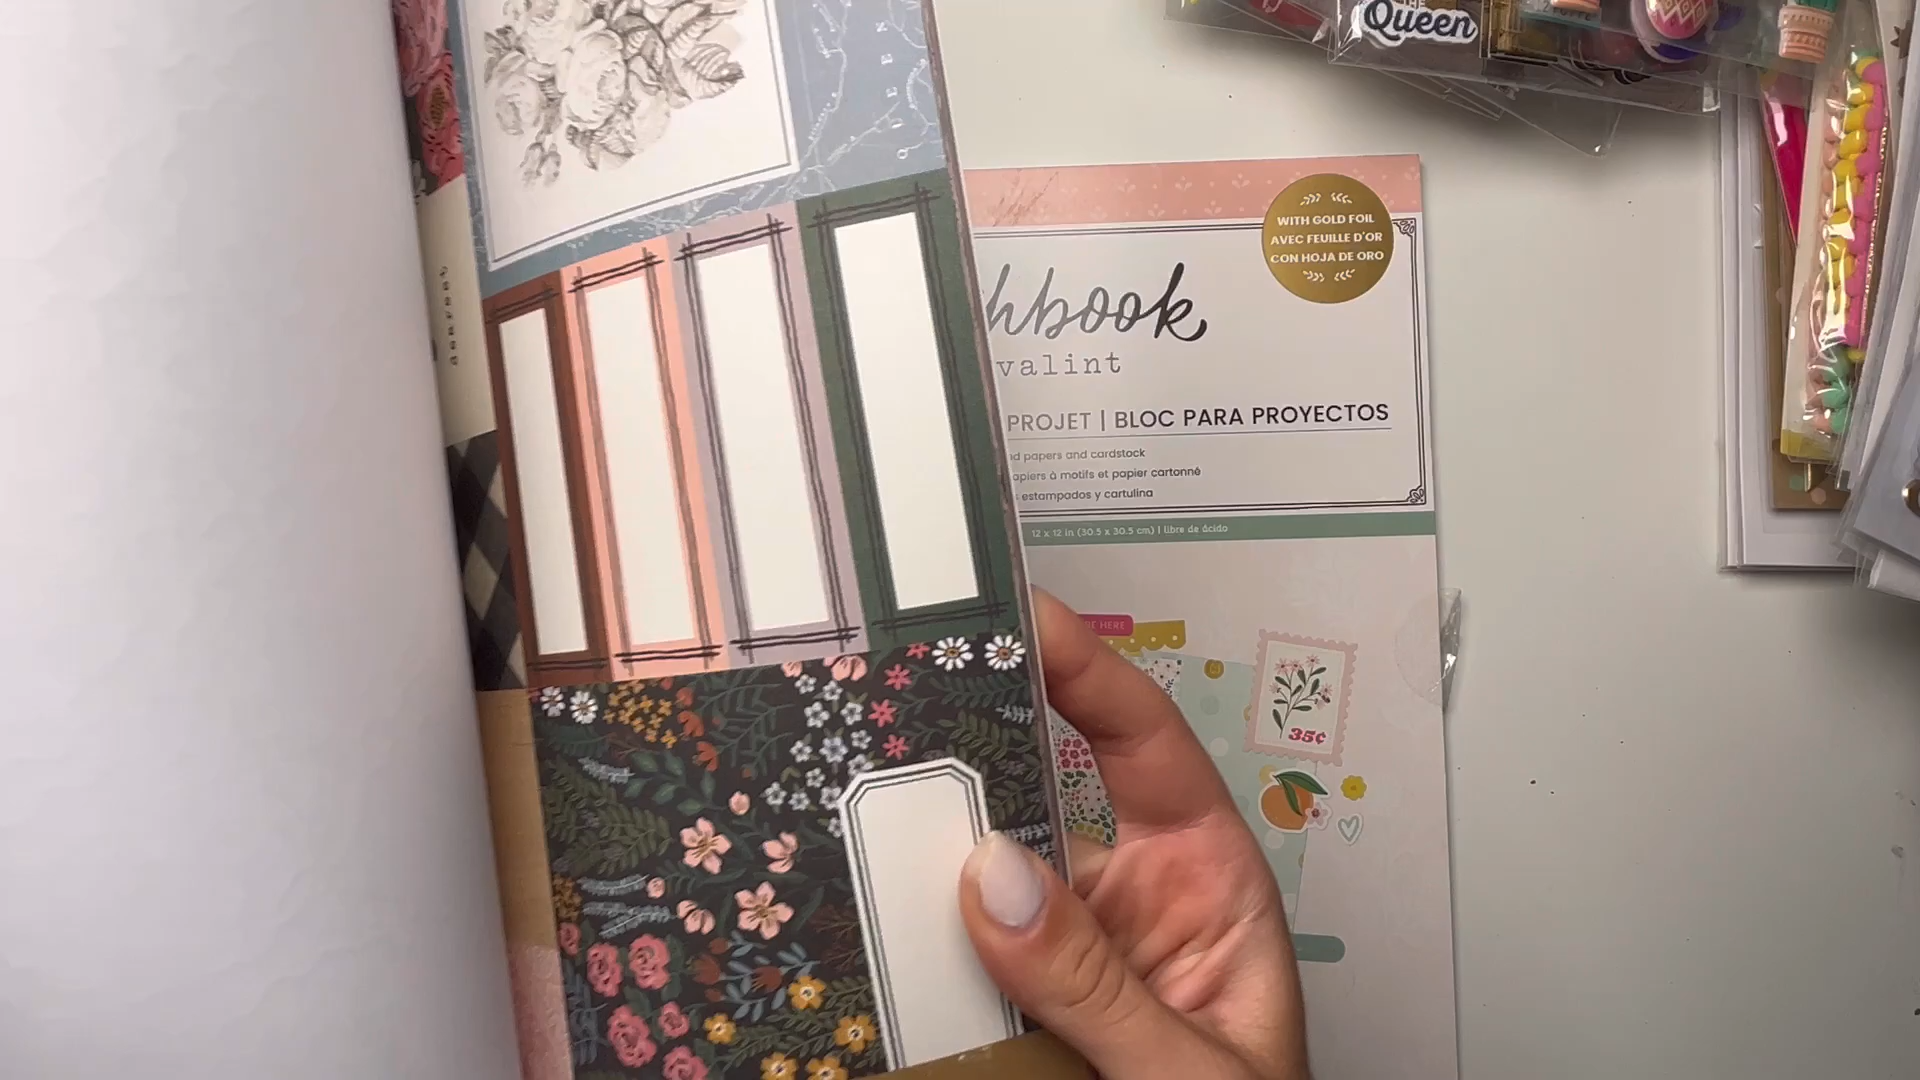 Queen
WITH GOLD FOIL
AVEC FEUILLE D'OR
CON HOJA DE ORO
hbook
valint
PROJET | BLOC PARA PROYECTOS
papers and cardstock
apiers à motifs et papier cartonné
estampados y cartulina
12 x 12 in (30.5 x 30.5 cm) | libre de ácido
HERE
35¢